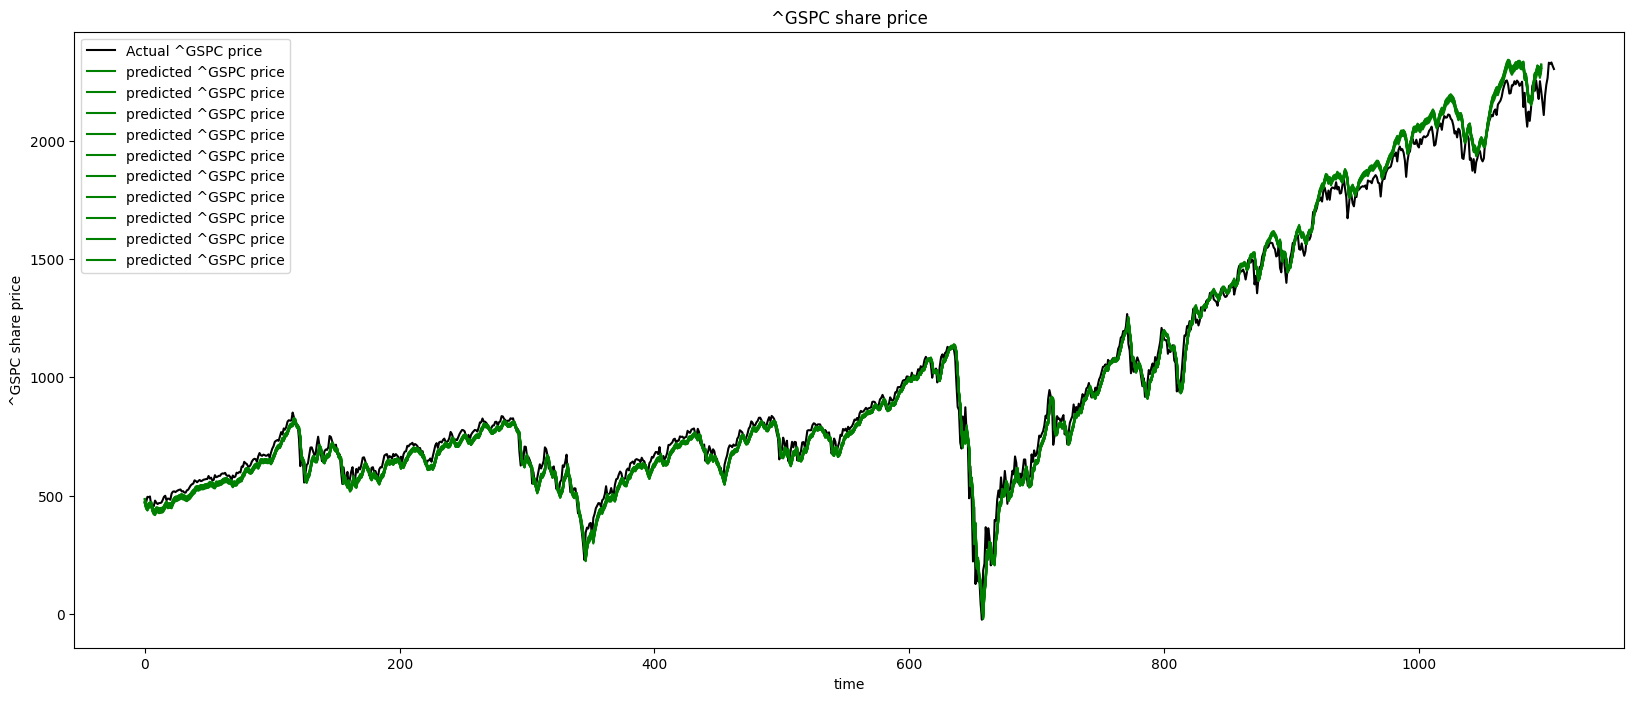 ^GSPC share price
Actual ^GSPC price
predicted ^GSPC price
predicted ^GSPC price
predicted ^GSPC price
predicted ^GSPC price
predicted ^GSPC price
predicted ^GSPC price
predicted ^GSPC price
predicted ^GSPC price
predicted ^GSPC price
predicted ^GSPC price
^GSPC share price
2000
1500
1000
500
0
0
200
400
600
800
1000
time